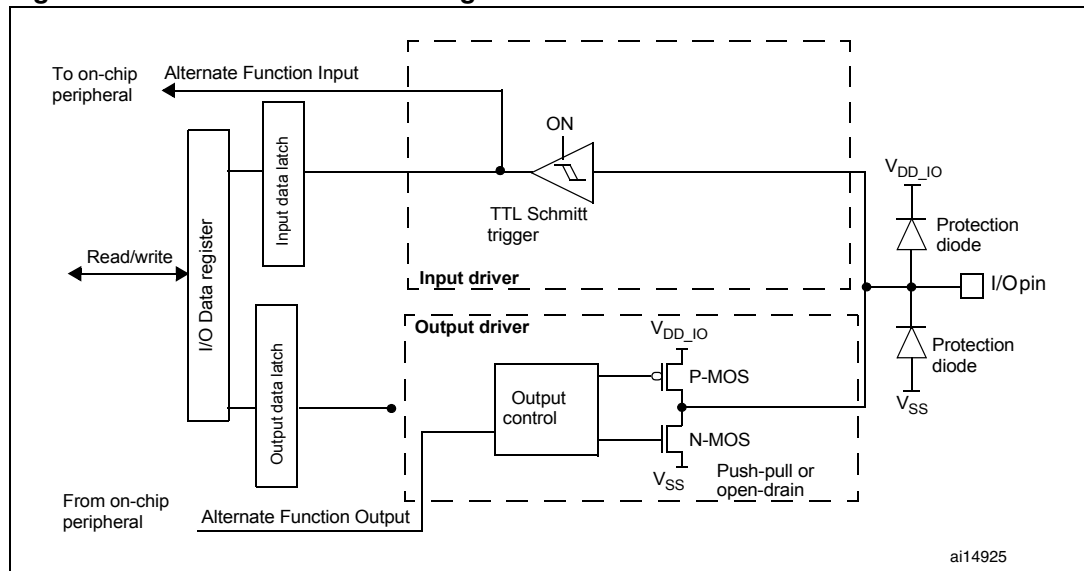 To on-chip
peripheral
Alternate Function Input
ON
Input data latch
TTL Schmitt
trigger
V_DD_IO
Protection
diode
I/O Data register
Read/write
Input driver
I/Opin
Output driver
V_DD_IO
P-MOS
Output data latch
Output
control
Protection
diode
V_SS
N-MOS
V_SS
Push-pull or
open-drain
From on-chip
peripheral
Alternate Function Output
ai14925